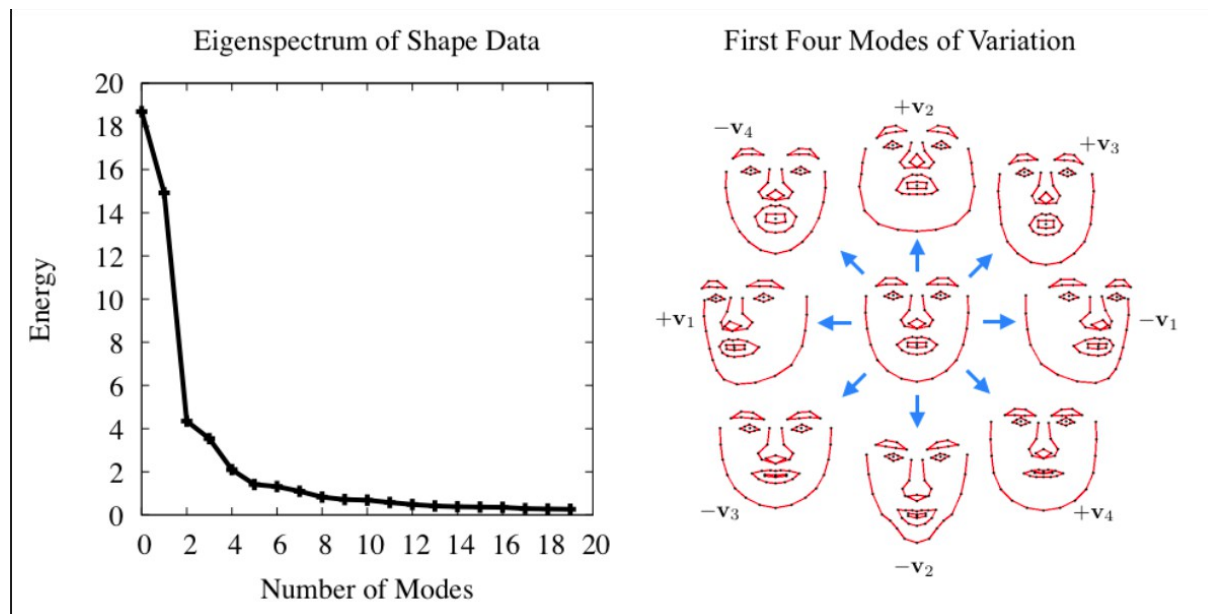 Eigenspectrum of Shape Data
20
18
16
14
12
10
8
6
4
2
0
Energy
0 2 4 6 8 10 12 14 16 18 20
Number of Modes
First Four Modes of Variation
+v₂
−v₄
+v₃
+v₁
−v₁
−v₃
+v₄
−v₂